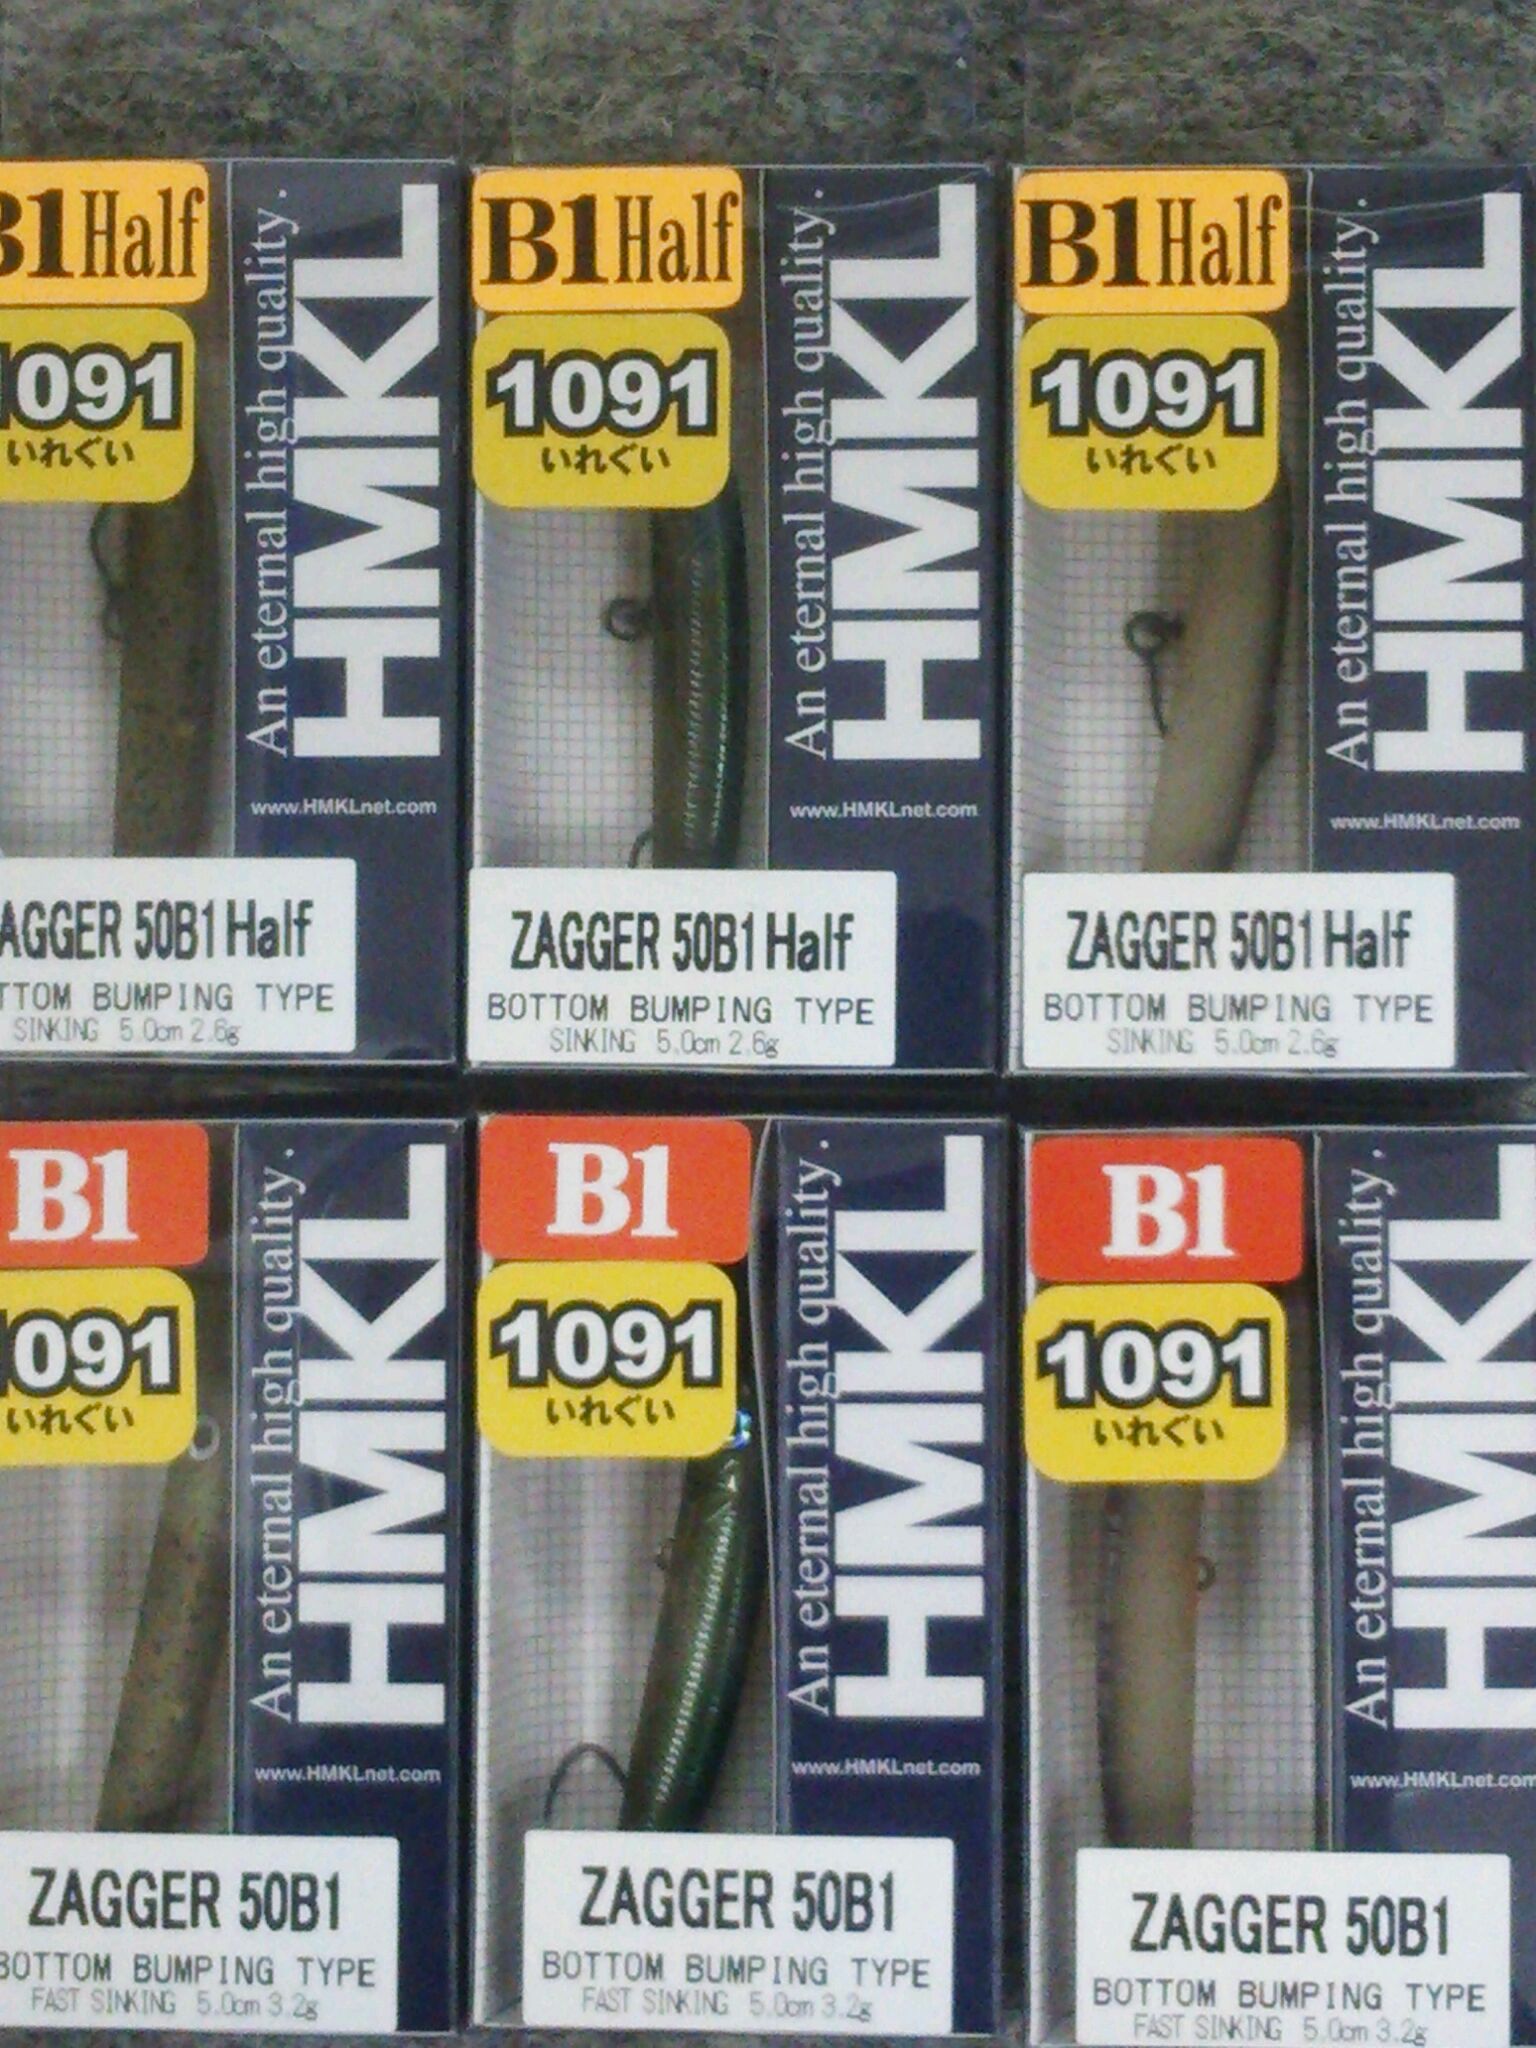 B1Half
1091
いれぐい
An eternal high quality.
HMKL
www.HMKLnet.com
AGGER 50B1 Half
TTOM BUMPING TYPE
SINKING 5.0cm 2.6g
B1Half
1091
いれぐい
An eternal high quality.
HMKL
www.HMKLnet.com
ZAGGER 50B1 Half
BOTTOM BUMPING TYPE
SINKING 5.0cm 2.6g
B1Half
1091
いれぐい
An eternal high quality.
HMKL
www.HMKLnet.com
ZAGGER 50B1 Half
BOTTOM BUMPING TYPE
SINKING 5.0cm 2.6g
B1
1091
いれぐい
An eternal high quality.
HMKL
www.HMKLnet.com
ZAGGER 50B1
BOTTOM BUMPING TYPE
FAST SINKING 5.0cm 3.2g
B1
1091
いれぐい
An eternal high quality.
HMKL
www.HMKLnet.com
ZAGGER 50B1
BOTTOM BUMPING TYPE
FAST SINKING 5.0cm 3.2g
B1
1091
いれぐい
An eternal high quality.
HMKL
www.HMKLnet.com
ZAGGER 50B1
BOTTOM BUMPING TYPE
FAST SINKING 5.0cm 3.2g